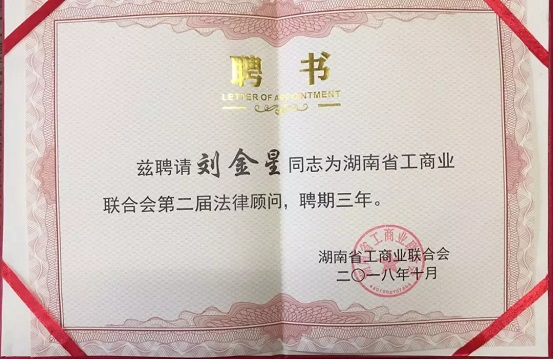 聘书
LETTER OF APPOINTMENT
兹聘请刘金星同志为湖南省工商业
联合会第二届法律顾问，聘期三年。
湖南省工商业联合会
二〇一八年十月